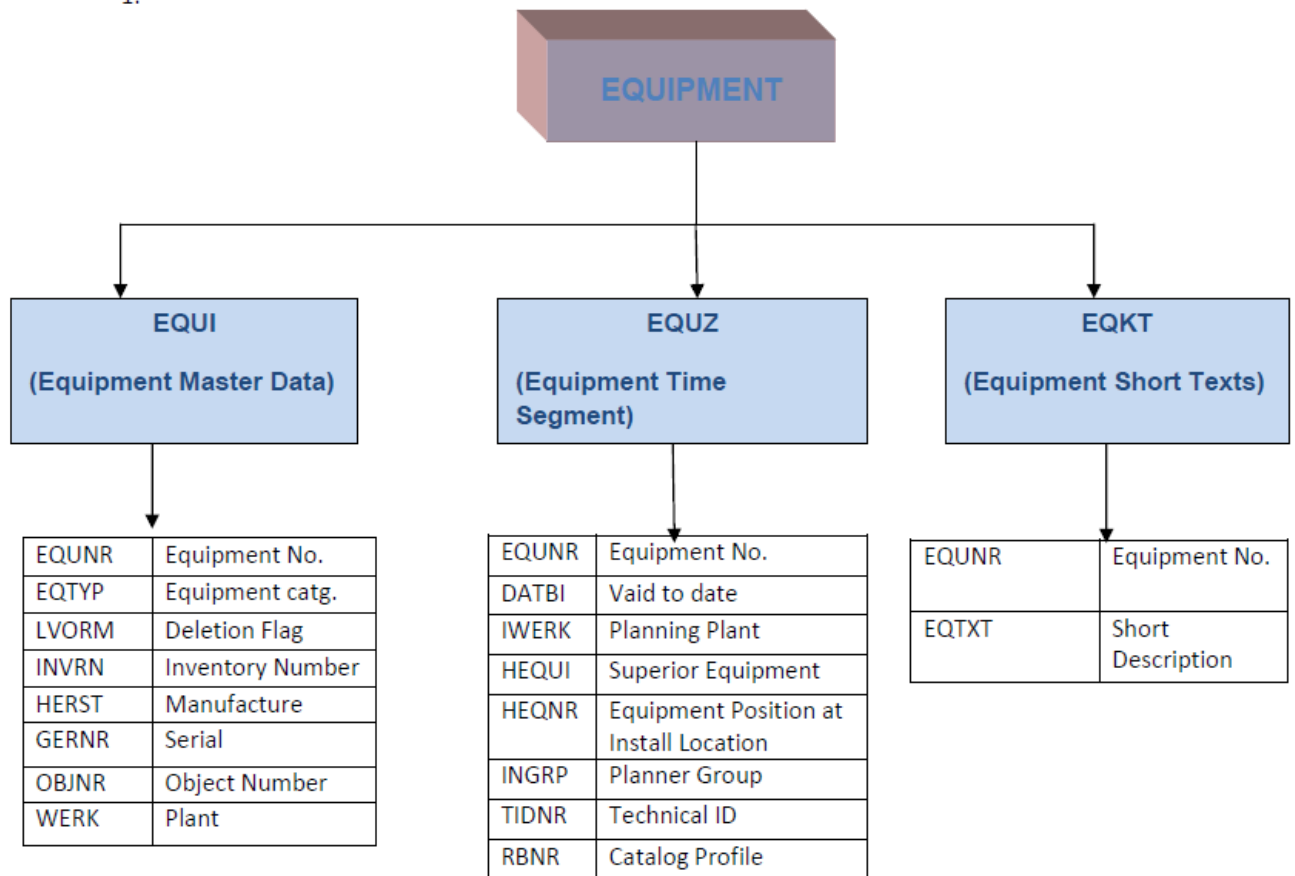 1.
EQUIPMENT
EQUI
(Equipment Master Data)
EQUZ
(Equipment Time
Segment)
EQKT
(Equipment Short Texts)
EQUNR Equipment No.
EQTYP Equipment catg.
LVORM Deletion Flag
INVRN Inventory Number
HERST Manufacture
GERNR Serial
OBJNR Object Number
WERK Plant
EQUNR Equipment No.
DATBI Vaid to date
IWERK Planning Plant
HEQUI Superior Equipment
HEQNR Equipment Position at
Install Location
INGRP Planner Group
TIDNR Technical ID
RBNR Catalog Profile
EQUNR Equipment No.
EQTXT Short
Description